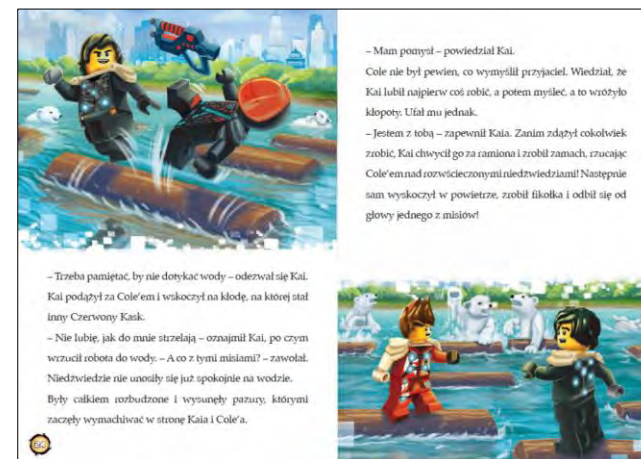 – Trzeba pamiętać, by nie dotykać wody – odezwał się Kai.
Kai podążył za Cole'em i wskoczył na kłodę, na której stał
inny Czerwony Kask.
– Nie lubię, jak do mnie strzelają – oznajmił Kai, po czym
wrzucił robota do wody. – A co z tymi misiami? – zawołał.
Niedźwiedzie nie unosiły się już spokojnie na wodzie.
Były całkiem rozbudzone i wysunęły pazury, którymi
zaczęły wymachiwać w stronę Kaia i Cole'a.
– Mam pomysł – powiedział Kai.
Cole nie był pewien, co wymyślił przyjaciel. Wiedział, że
Kai lubił najpierw coś robić, a potem myśleć, a to wróżyło
kłopoty. Ufał mu jednak.
– Jestem z tobą – zapewnił Kaia. Zanim zdążył cokolwiek
zrobić, Kai chwycił go za ramiona i zrobił zamach, rzucając
Cole'em nad rozwścieczonymi niedźwiedziami! Następnie
sam wyskoczył w powietrze, zrobił fikołka i odbił się od
głowy jednego z misiów!